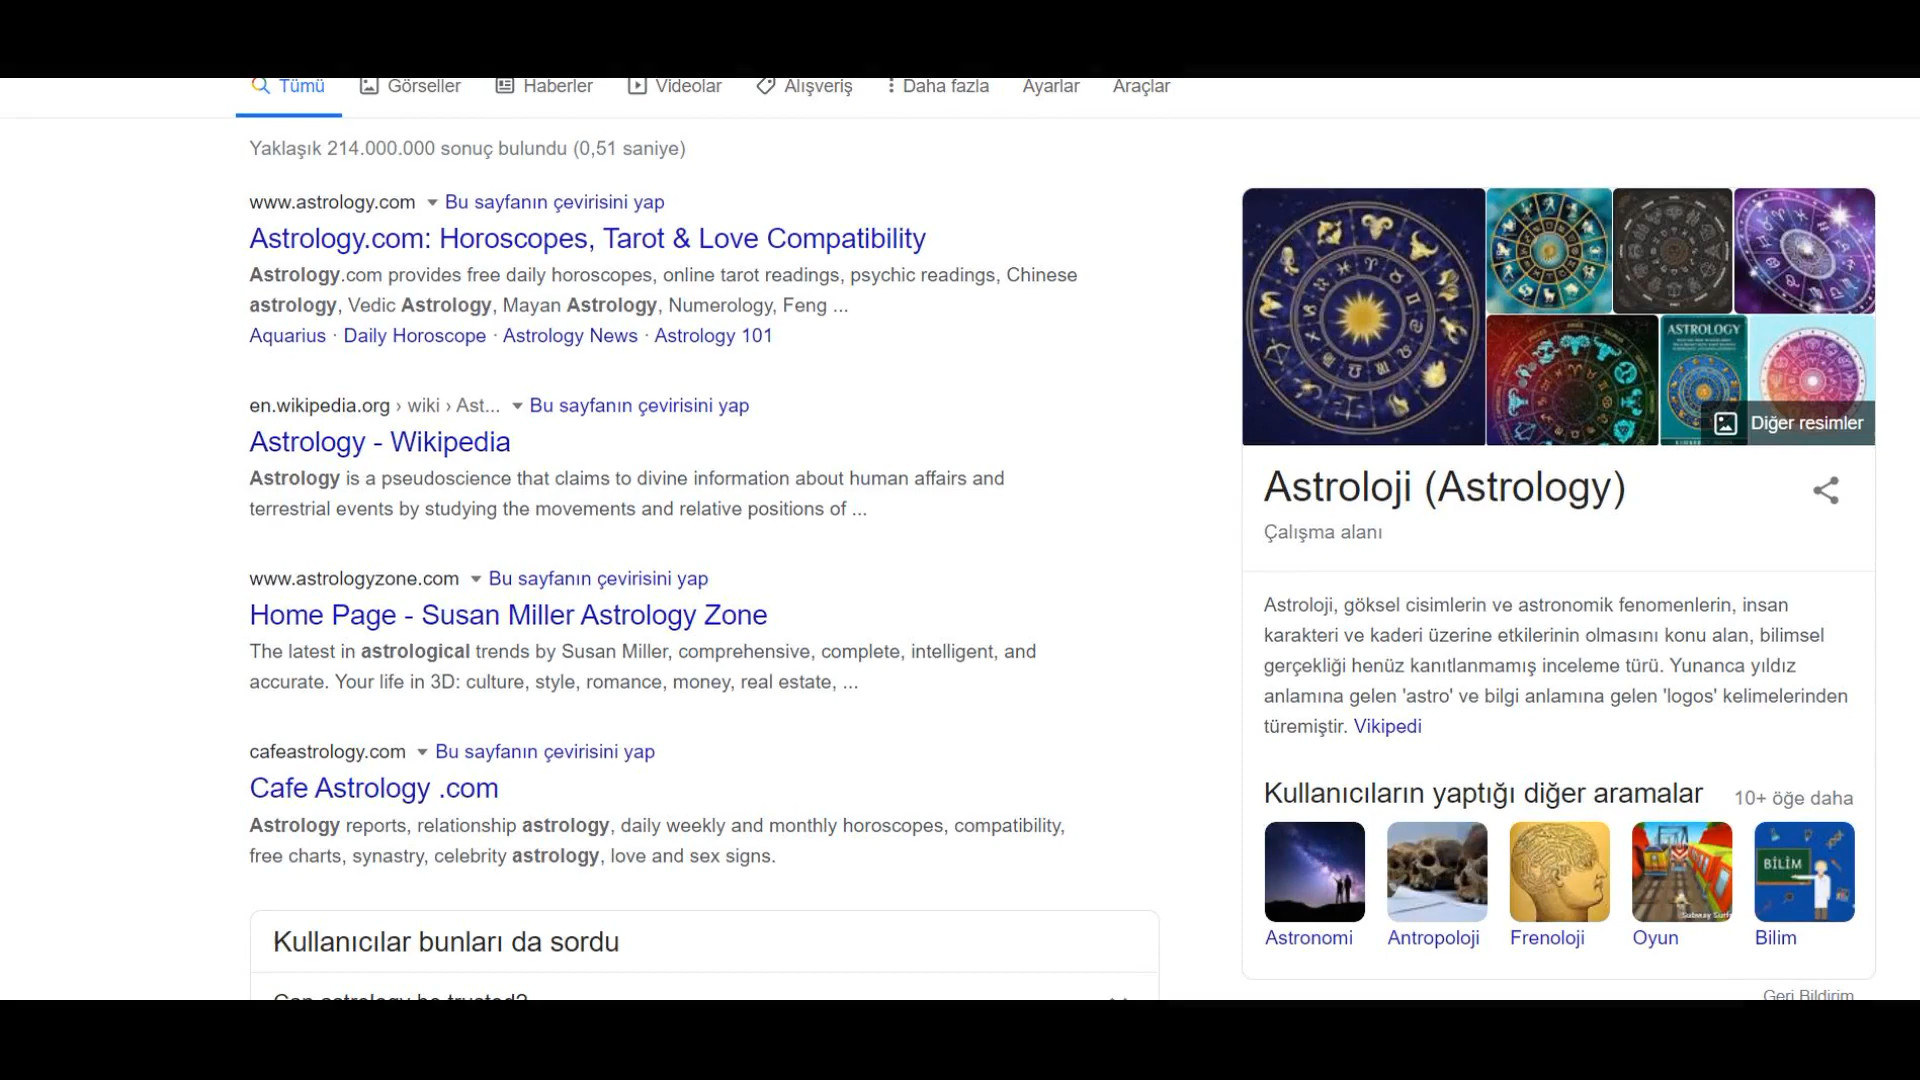 Tümü Görseller Haberler Videolar Alışveriş Daha fazla Ayarlar Araçlar
Yaklaşık 214.000.000 sonuç bulundu (0,51 saniye)
www.astrology.com Bu sayfanın çevirisini yap
Astrology.com: Horoscopes, Tarot & Love Compatibility
Astrology.com provides free daily horoscopes, online tarot readings, psychic readings, Chinese
astrology, Vedic Astrology, Mayan Astrology, Numerology, Feng ...
Aquarius · Daily Horoscope · Astrology News · Astrology 101
en.wikipedia.org › wiki › Ast... Bu sayfanın çevirisini yap
Astrology - Wikipedia
Astrology is a pseudoscience that claims to divine information about human affairs and
terrestrial events by studying the movements and relative positions of ...
www.astrologyzone.com Bu sayfanın çevirisini yap
Home Page - Susan Miller Astrology Zone
The latest in astrological trends by Susan Miller, comprehensive, complete, intelligent, and
accurate. Your life in 3D: culture, style, romance, money, real estate, ...
cafeastrology.com Bu sayfanın çevirisini yap
Cafe Astrology .com
Astrology reports, relationship astrology, daily weekly and monthly horoscopes, compatibility,
free charts, synastry, celebrity astrology, love and sex signs.
Kullanıcılar bunları da sordu
Can astrology be trusted?
ASTROLOGY
Diğer resimler
Astroloji (Astrology)
Çalışma alanı
Astroloji, göksel cisimlerin ve astronomik fenomenlerin, insan
karakteri ve kaderi üzerine etkilerinin olmasını konu alan, bilimsel
gerçekliği henüz kanıtlanmamış inceleme türü. Yunanca yıldız
anlamına gelen 'astro' ve bilgi anlamına gelen 'logos' kelimelerinden
türemiştir. Vikipedi
Kullanıcıların yaptığı diğer aramalar 10+ öğe daha
BİLİM
Subway Surf
Astronomi Antropoloji Frenoloji Oyun Bilim
Geri Bildirim